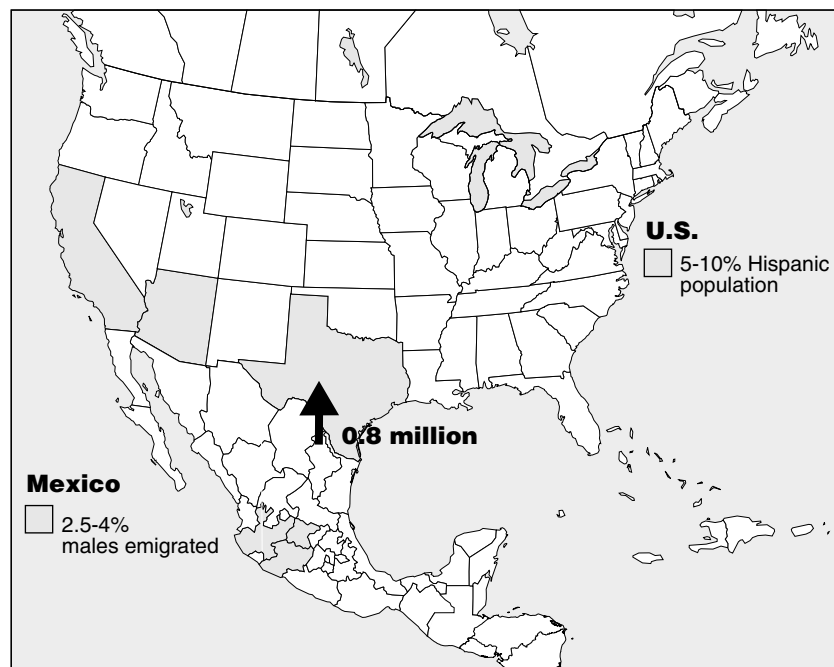 U.S.
5-10% Hispanic
population
0.8 million
Mexico
2.5-4%
males emigrated